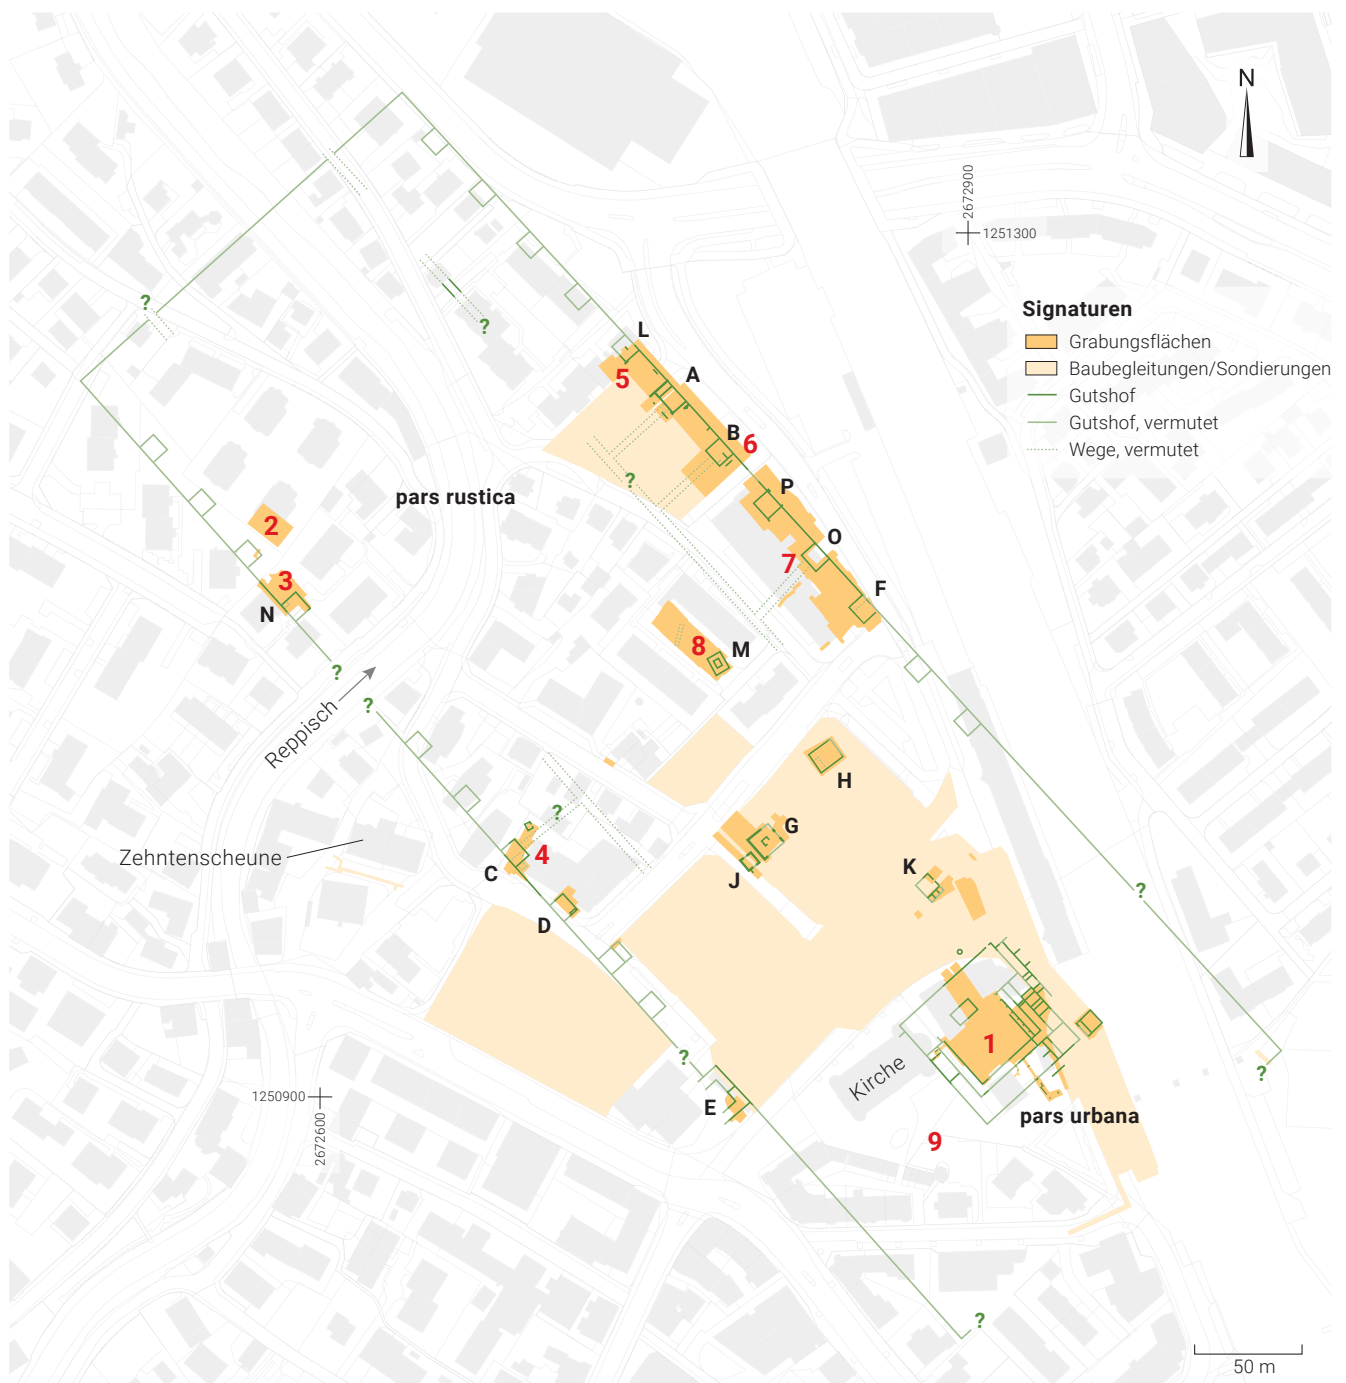 N
2672900
1251300
Signaturen
Grabungsflächen
Baubegleitungen/Sondierungen
Gutshof
Gutshof, vermutet
Wege, vermutet
?
?
L
5
A
B
6
?
pars rustica
P
2
O
7
3
F
N
8
M
?
?
Reppisch
H
?
G
Zehntenscheune
4
C
J
K
D
?
1
?
Kirche
?
E
1250900
2672600
pars urbana
9
?
50 m